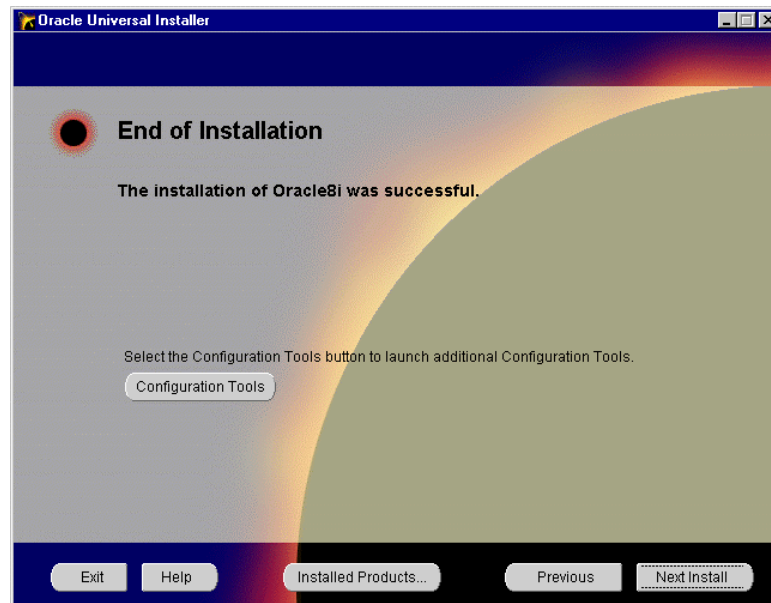 Oracle Universal Installer
End of Installation
The installation of Oracle8i was successful.
Select the Configuration Tools button to launch additional Configuration Tools.
Configuration Tools
Exit Help Installed Products... Previous Next Install